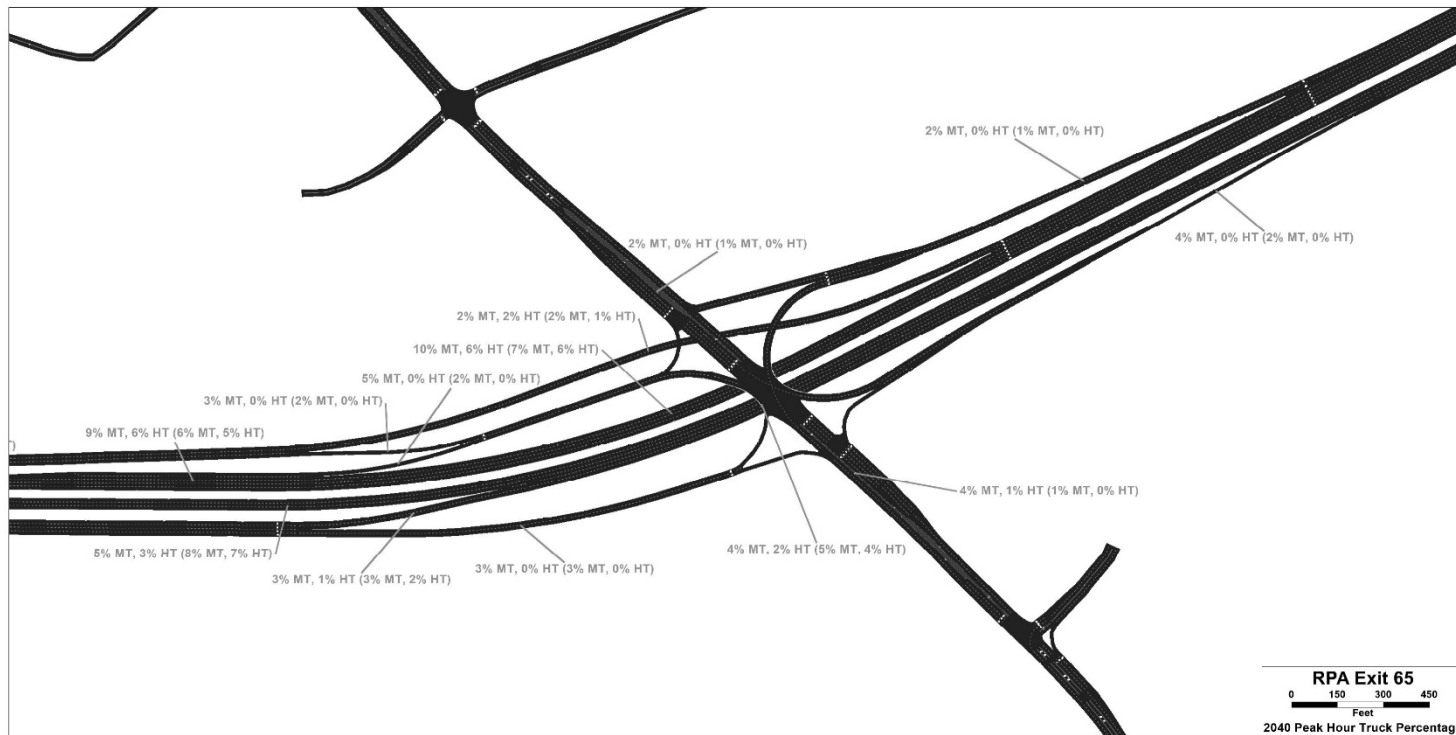 2% MT, 0% HT (1% MT, 0% HT)
4% MT, 0% HT (2% MT, 0% HT)
2% MT, 0% HT (1% MT, 0% HT)
2% MT, 2% HT (2% MT, 1% HT)
10% MT, 6% HT (7% MT, 6% HT)
5% MT, 0% HT (2% MT, 0% HT)
3% MT, 0% HT (2% MT, 0% HT)
9% MT, 6% HT (6% MT, 5% HT)
)
4% MT, 1% HT (1% MT, 0% HT)
4% MT, 2% HT (5% MT, 4% HT)
5% MT, 3% HT (8% MT, 7% HT)
3% MT, 0% HT (3% MT, 0% HT)
3% MT, 1% HT (3% MT, 2% HT)
RPA Exit 65
0 150 300 450
Feet
2040 Peak Hour Truck Percentag